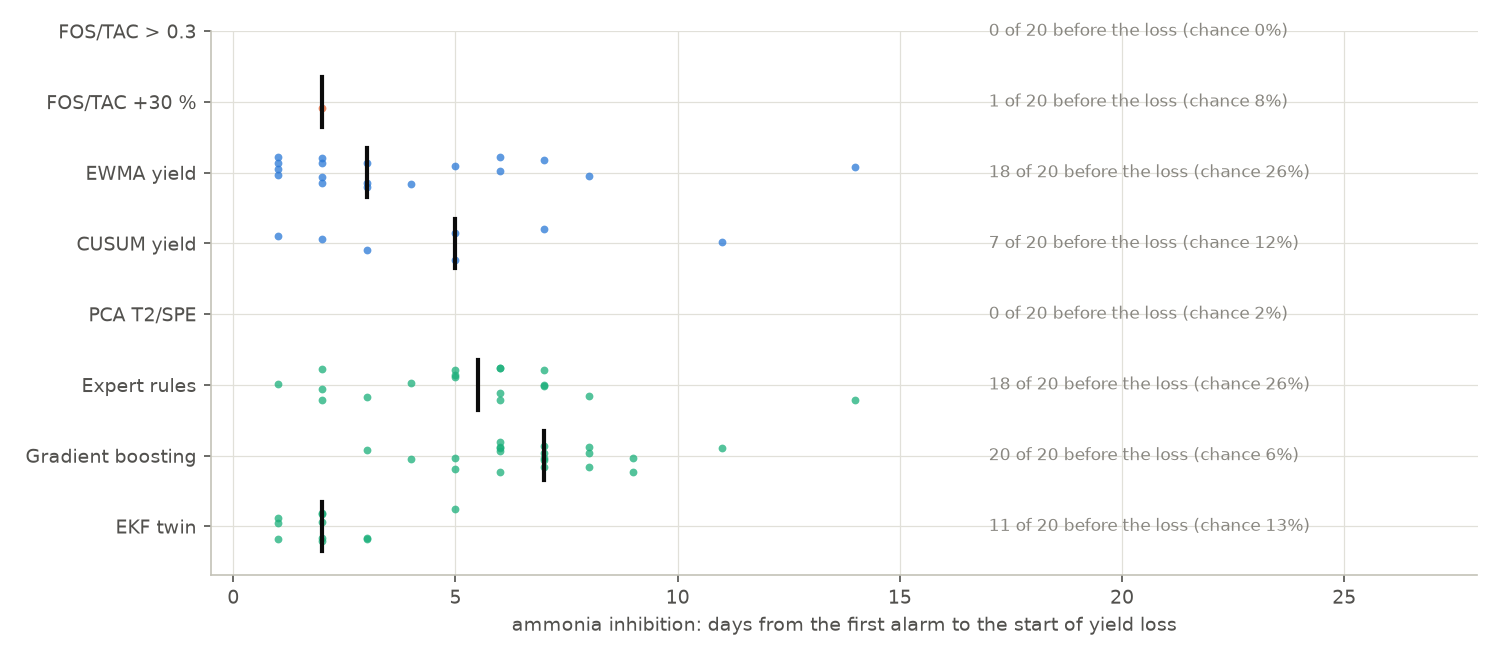 FOS/TAC > 0.3 0 of 20 before the loss (chance 0%)
FOS/TAC +30 % 1 of 20 before the loss (chance 8%)
EWMA yield 18 of 20 before the loss (chance 26%)
CUSUM yield 7 of 20 before the loss (chance 12%)
PCA T2/SPE 0 of 20 before the loss (chance 2%)
Expert rules 18 of 20 before the loss (chance 26%)
Gradient boosting 20 of 20 before the loss (chance 6%)
EKF twin 11 of 20 before the loss (chance 13%)
0 5 10 15 20 25
ammonia inhibition: days from the first alarm to the start of yield loss